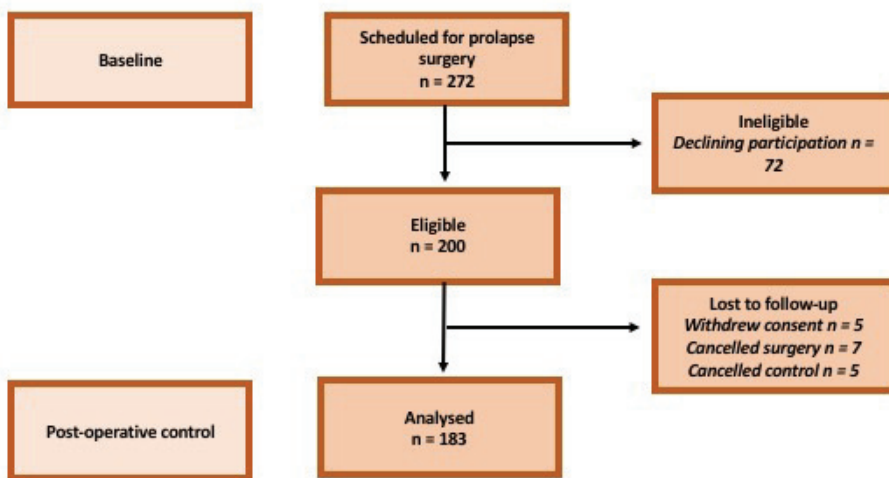 Baseline
Scheduled for prolapse
surgery
n = 272
Ineligible
Declining participation n =
72
Eligible
n = 200
Lost to follow-up
Withdrew consent n = 5
Cancelled surgery n = 7
Cancelled control n = 5
Post-operative control
Analysed
n = 183